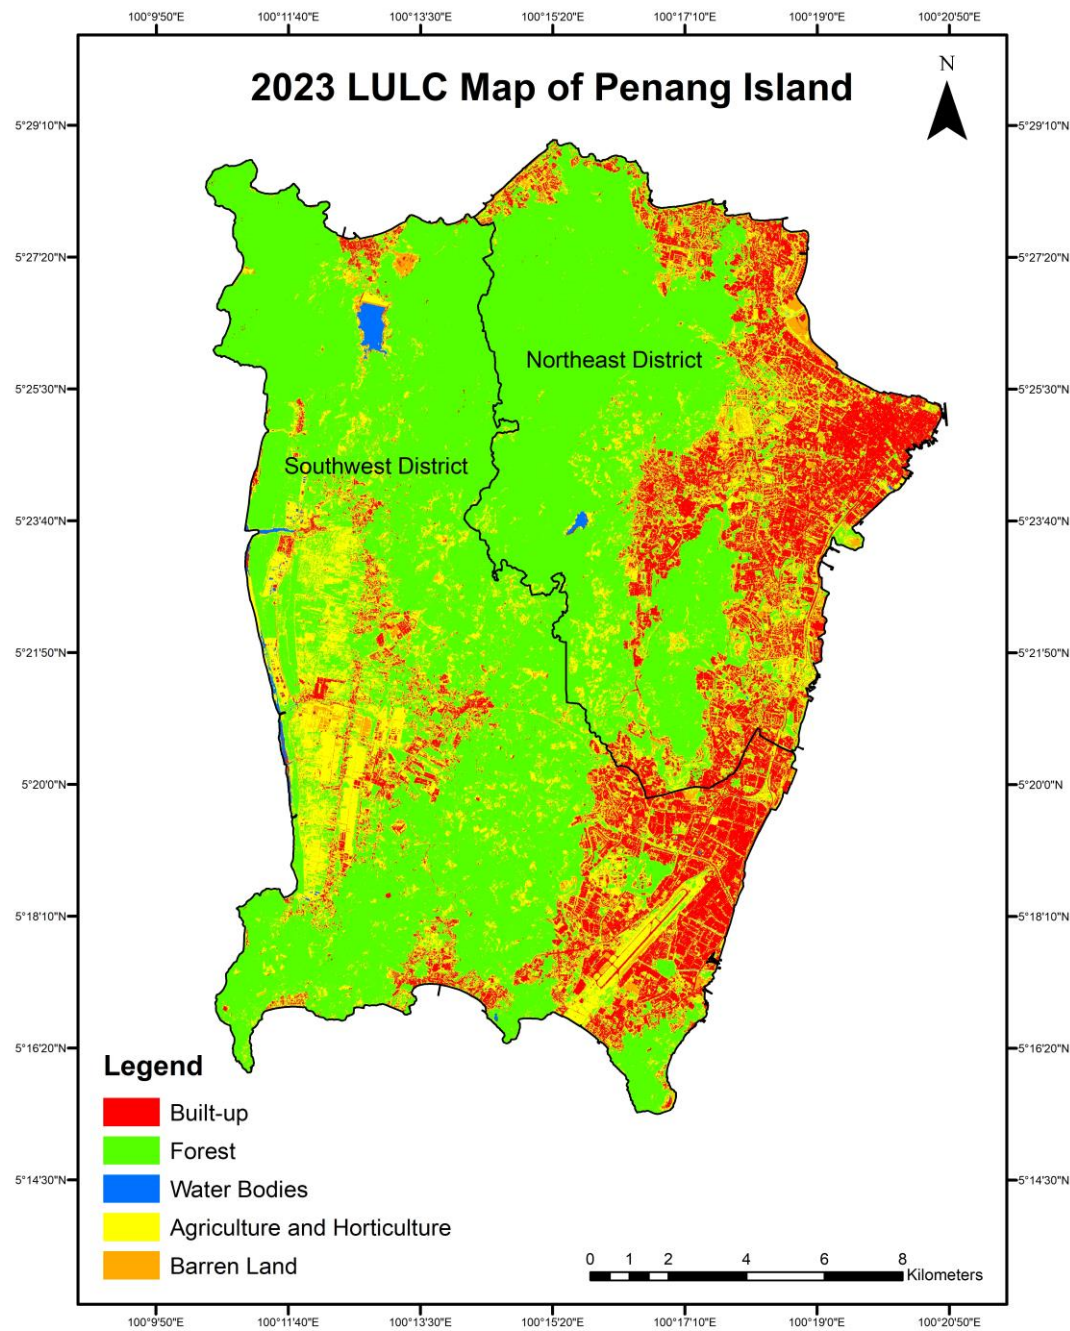 100°9'50"E 100°11'40"E 100°13'30"E 100°15'20"E 100°17'10"E 100°19'0"E 100°20'50"E
N
2023 LULC Map of Penang Island
5°29'10"N 5°29'10"N
5°27'20"N 5°27'20"N
Northeast District
5°25'30"N 5°25'30"N
Southwest District
5°23'40"N 5°23'40"N
5°21'50"N 5°21'50"N
5°20'0"N 5°20'0"N
5°18'10"N 5°18'10"N
5°16'20"N 5°16'20"N
Legend
Built-up
Forest
5°14'30"N 5°14'30"N
Water Bodies
Agriculture and Horticulture
Barren Land
0 1 2 4 6 8
Kilometers
100°9'50"E 100°11'40"E 100°13'30"E 100°15'20"E 100°17'10"E 100°19'0"E 100°20'50"E